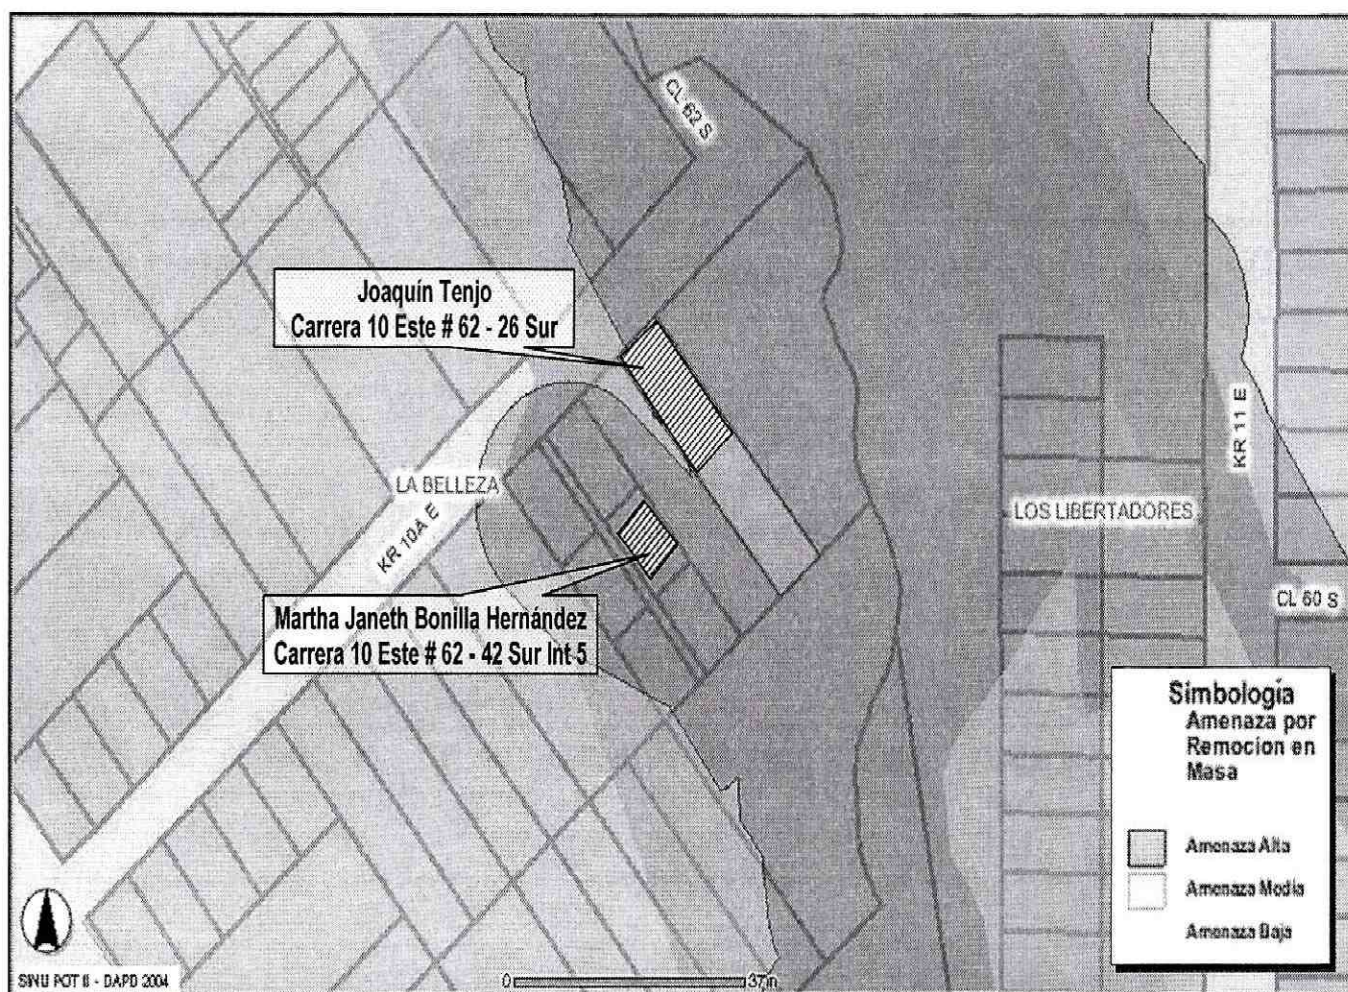 CL 62 S
Joaquín Tenjo
Carrera 10 Este # 62 - 26 Sur
KR 11 E
LA BELLEZA
KR 10A E
LOS LIBERTADORES
CL 60 S
Martha Janeth Bonilla Hernández
Carrera 10 Este # 62 - 42 Sur Int 5
Simbología
Amenaza por
Remocion en
Masa
Amenaza Alta
Amenaza Media
Amenaza Baja
SINU POT II - DAPD 2004
0 37m